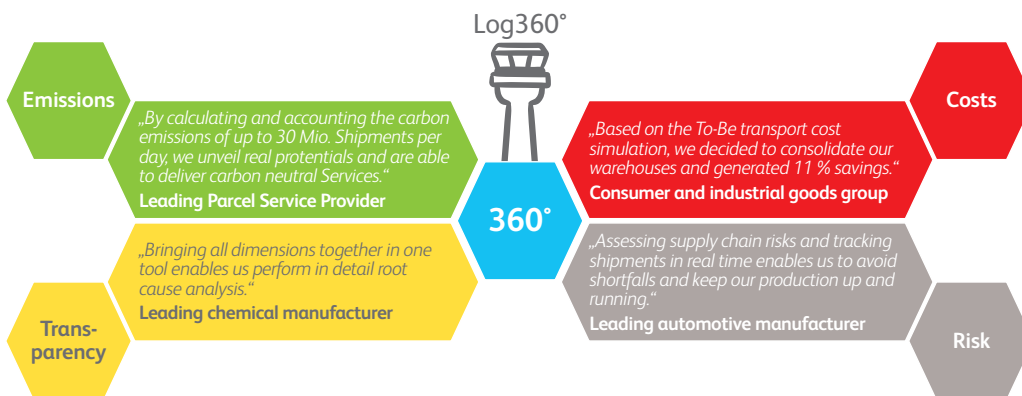 Log360°
Emissions
„By calculating and accounting the carbon
emissions of up to 30 Mio. Shipments per
day, we unveil real protentials and are able
to deliver carbon neutral Services.“
Leading Parcel Service Provider
Costs
„Based on the To-Be transport cost
simulation, we decided to consolidate our
warehouses and generated 11 % savings.“
Consumer and industrial goods group
360°
Trans-
parency
„Bringing all dimensions together in one
tool enables us perform in detail root
cause analysis.“
Leading chemical manufacturer
„Assessing supply chain risks and tracking
shipments in real time enables us to avoid
shortfalls and keep our production up and
running.“
Leading automotive manufacturer
Risk